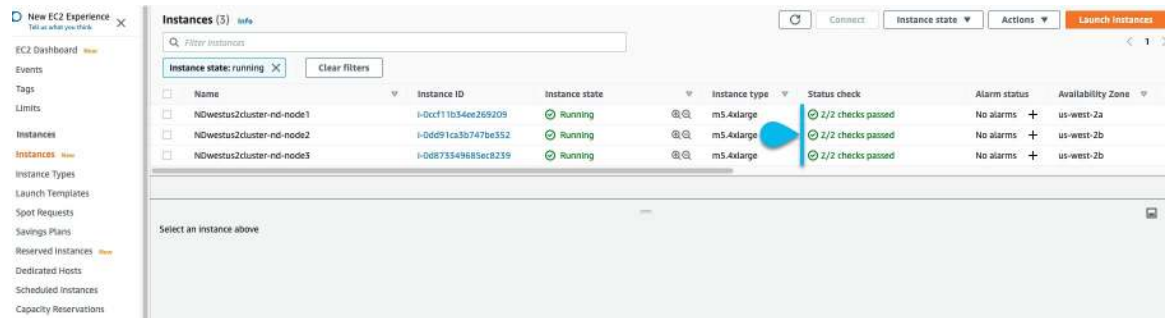 New EC2 Experience
Tell us what you think
EC2 Dashboard New
Events
Tags
Limits
Instances
Instances New
Instance Types
Launch Templates
Spot Requests
Savings Plans
Reserved Instances New
Dedicated Hosts
Scheduled Instances
Capacity Reservations
Instances (3) Info
Connect
Instance state
Actions
Launch instances
Filter instances
1
Instance state: running
Clear filters
Name Instance ID Instance state Instance type Status check Alarm status Availability Zone
NDwestus2cluster-nd-node1 i-0ccf11b34ee269209 Running m5.4xlarge 2/2 checks passed No alarms + us-west-2a
NDwestus2cluster-nd-node2 i-0dd91ca3b747be352 Running m5.4xlarge 2/2 checks passed No alarms + us-west-2b
NDwestus2cluster-nd-node3 i-0d873349685ec8239 Running m5.4xlarge 2/2 checks passed No alarms + us-west-2b
Select an instance above